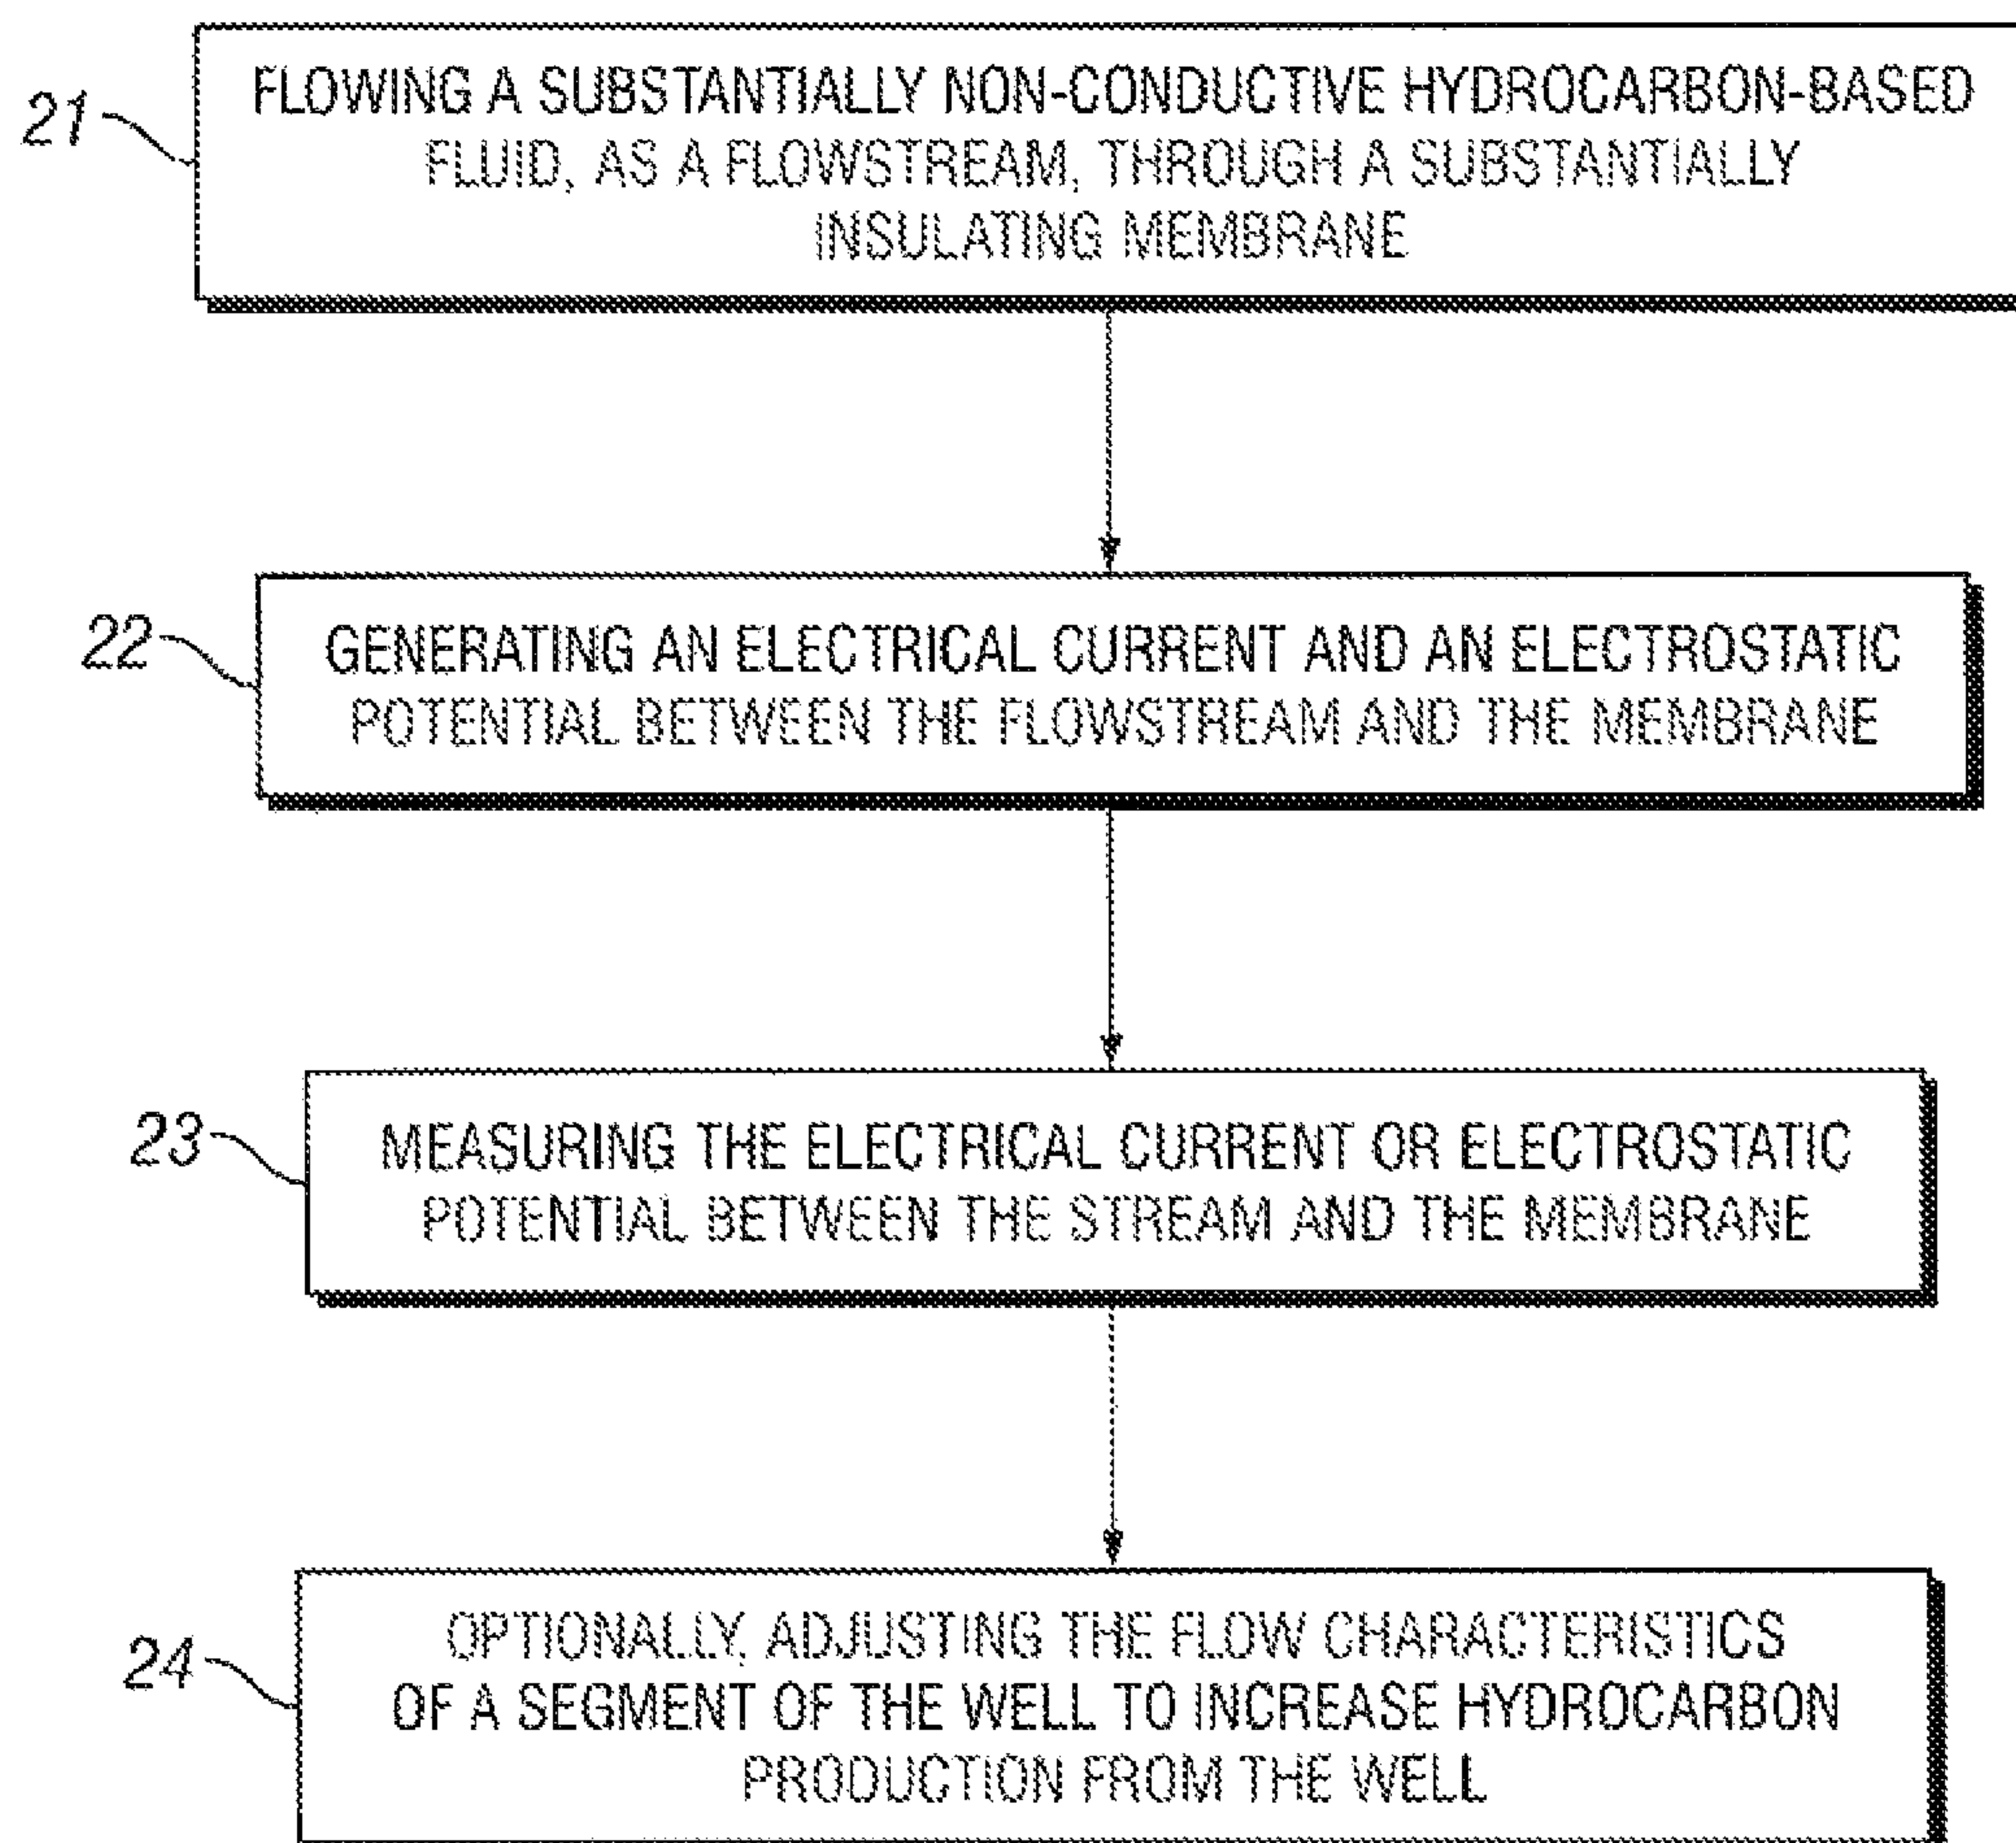 21
FLOWING A SUBSTANTIALLY NON-CONDUCTIVE HYDROCARBON-BASED
FLUID, AS A FLOWSTREAM, THROUGH A SUBSTANTIALLY
INSULATING MEMBRANE
22
GENERATING AN ELECTRICAL CURRENT AND AN ELECTROSTATIC
POTENTIAL BETWEEN THE FLOWSTREAM AND THE MEMBRANE
23
MEASURING THE ELECTRICAL CURRENT OR ELECTROSTATIC
POTENTIAL BETWEEN THE STREAM AND THE MEMBRANE
24
OPTIONALLY, ADJUSTING THE FLOW CHARACTERISTICS
OF A SEGMENT OF THE WELL TO INCREASE HYDROCARBON
PRODUCTION FROM THE WELL